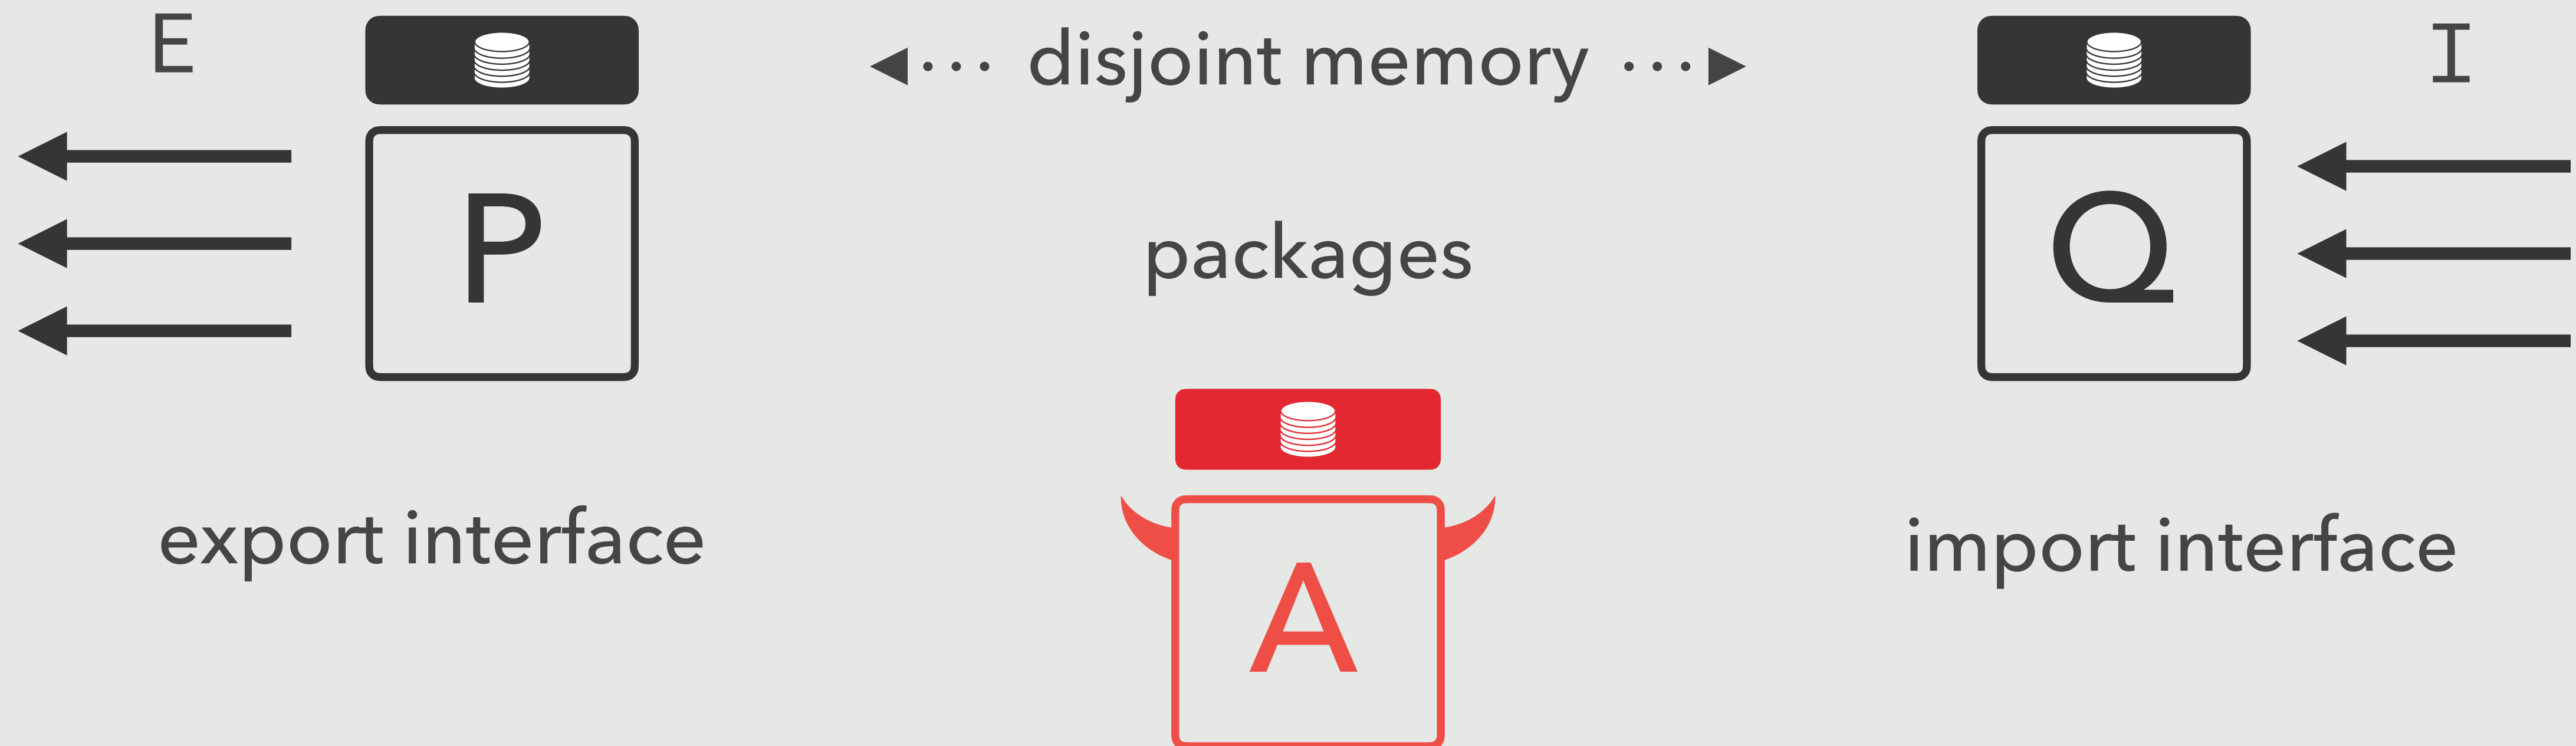 E
disjoint memory
I
P
packages
Q
export interface
A
import interface